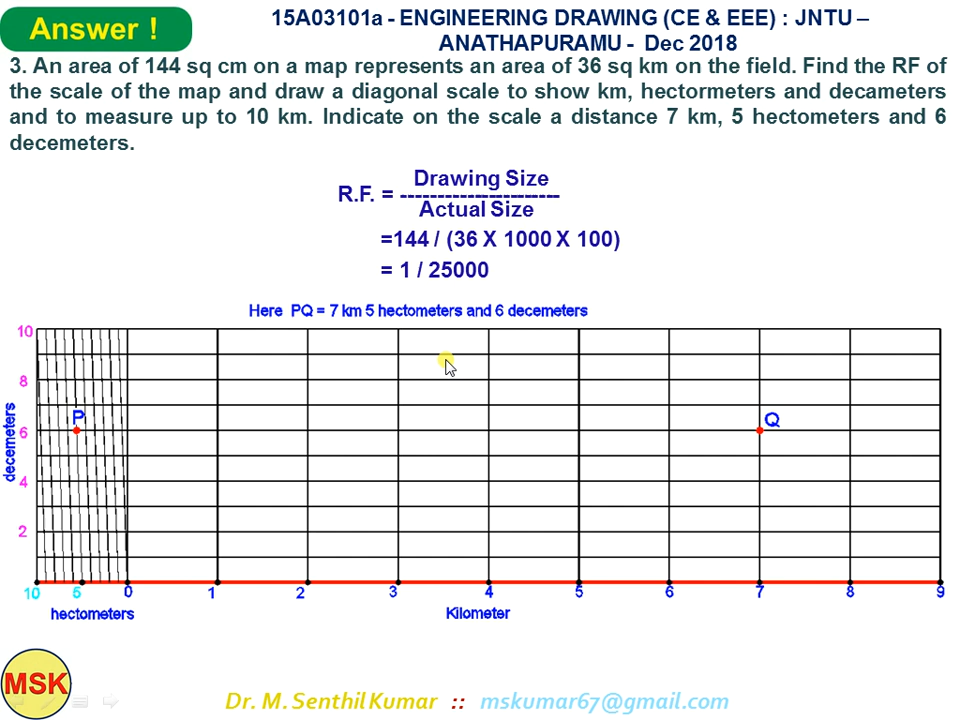 Answer !
15A03101a - ENGINEERING DRAWING (CE & EEE) : JNTU –
ANATHAPURAMU - Dec 2018
3. An area of 144 sq cm on a map represents an area of 36 sq km on the field. Find the RF of
the scale of the map and draw a diagonal scale to show km, hectormeters and decameters
and to measure up to 10 km. Indicate on the scale a distance 7 km, 5 hectometers and 6
decemeters.
Drawing Size
R.F. = -----------------------
Actual Size
=144 / (36 X 1000 X 100)
= 1 / 25000
Here PQ = 7 km 5 hectometers and 6 decemeters
10
8
P
Q
6
decemeters
4
2
10 5 0 1 2 3 4 5 6 7 8 9
hectometers Kilometer
MSK
Dr. M. Senthil Kumar :: mskumar67@gmail.com